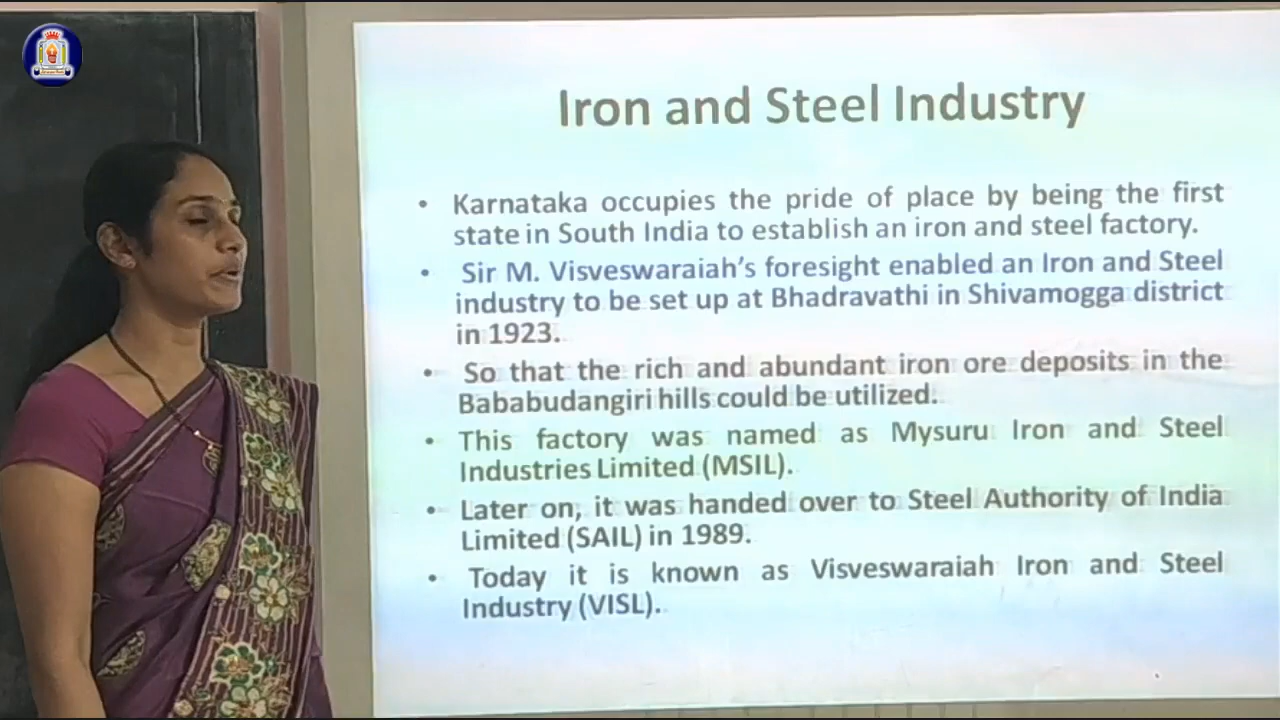 Iron and Steel Industry
• Karnataka occupies the pride of place by being the first
state in South India to establish an iron and steel factory.
• Sir M. Visveswaraiah's foresight enabled an Iron and Steel
industry to be set up at Bhadravathi in Shivamogga district
in 1923.
• So that the rich and abundant iron ore deposits in the
Bababudangiri hills could be utilized.
• This factory was named as Mysuru Iron and Steel
Industries Limited (MSIL).
• Later on, it was handed over to Steel Authority of India
Limited (SAIL) in 1989.
• Today it is known as Visveswaraiah Iron and Steel
Industry (VISL).